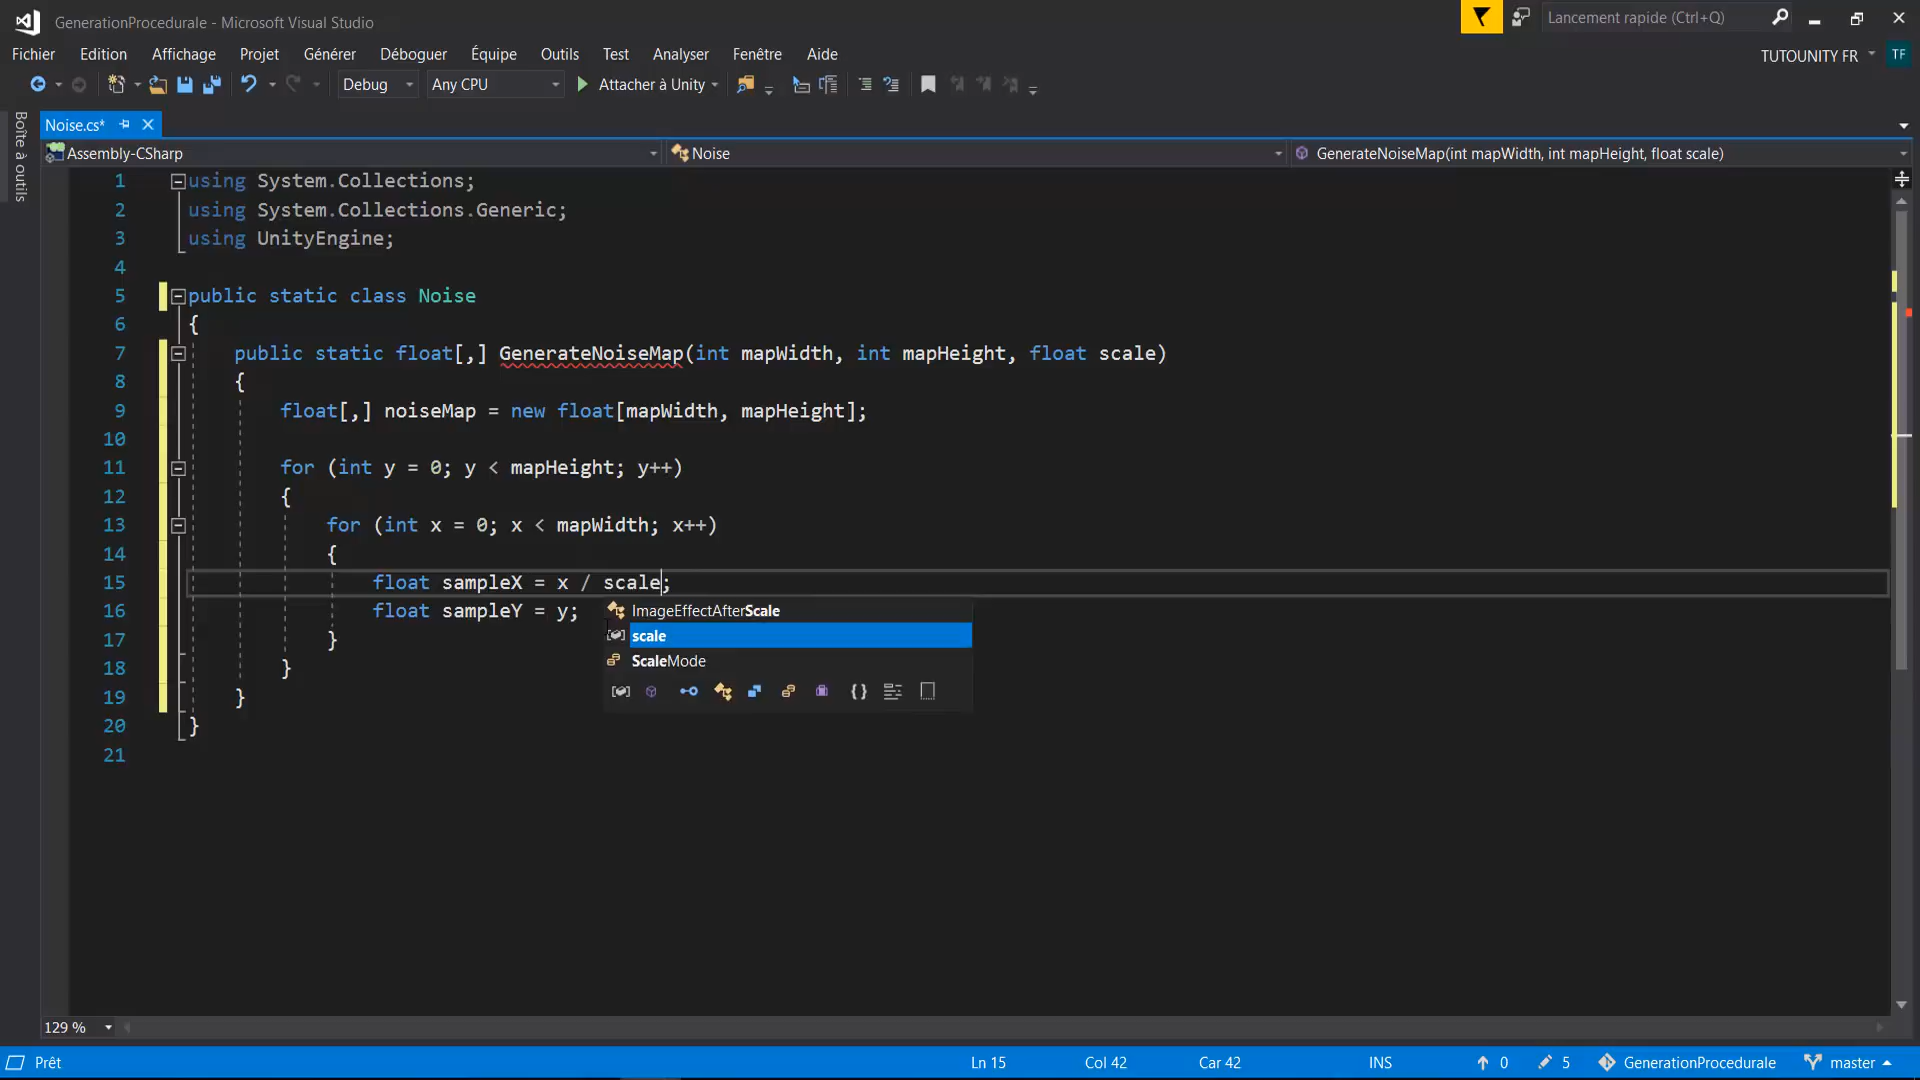 GenerationProcedurale - Microsoft Visual Studio
Lancement rapide (Ctrl+Q)
Fichier Edition Affichage Projet Générer Déboguer Équipe Outils Test Analyser Fenêtre Aide
TUTOUNITY FR TF
Debug Any CPU Attacher à Unity
Boîte à outils
Noise.cs*
Assembly-CSharp Noise GenerateNoiseMap(int mapWidth, int mapHeight, float scale)
1 using System.Collections;
2 using System.Collections.Generic;
3 using UnityEngine;
4
5 public static class Noise
6 {
7 public static float[,] GenerateNoiseMap(int mapWidth, int mapHeight, float scale)
8 {
9 float[,] noiseMap = new float[mapWidth, mapHeight];
10
11 for (int y = 0; y < mapHeight; y++)
12 {
13 for (int x = 0; x < mapWidth; x++)
14 {
15 float sampleX = x / scale;
16 float sampleY = y;
ImageEffectAfterScale
scale
ScaleMode
17 }
18 }
19 }
20 }
21
129 %
Prêt Ln 15 Col 42 Car 42 INS 0 5 GenerationProcedurale master